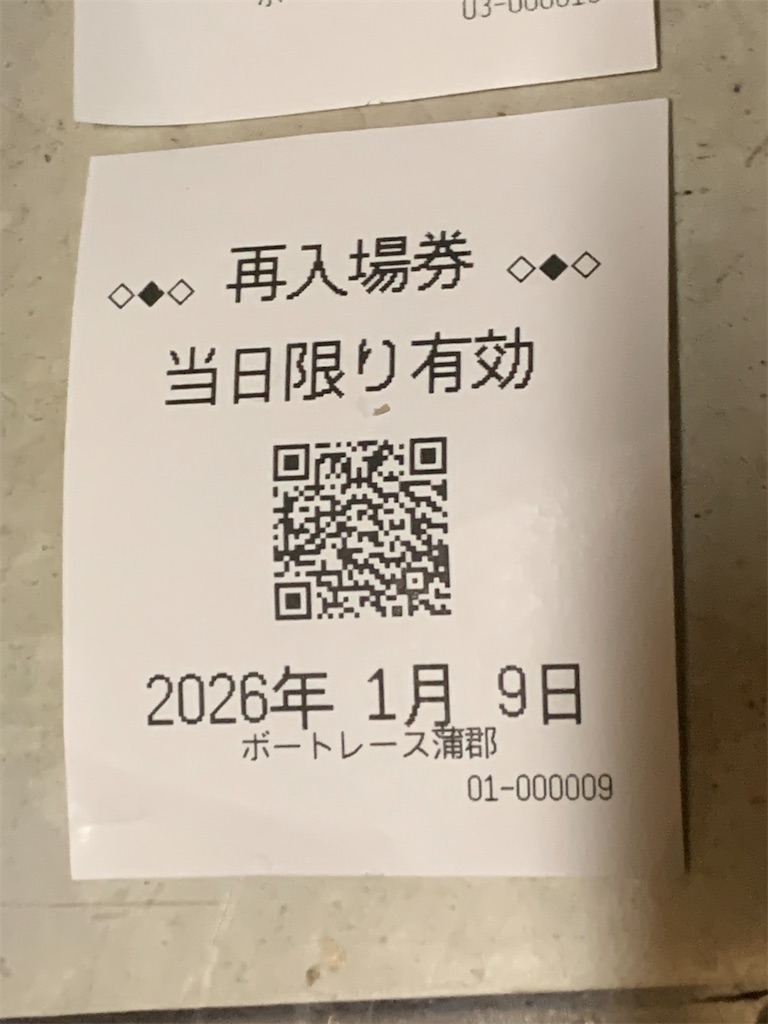 ◇◆◇ 再入場券 ◇◆◇
当日限り有効
2026年 1月 9日
ボートレース蒲郡
01-000009